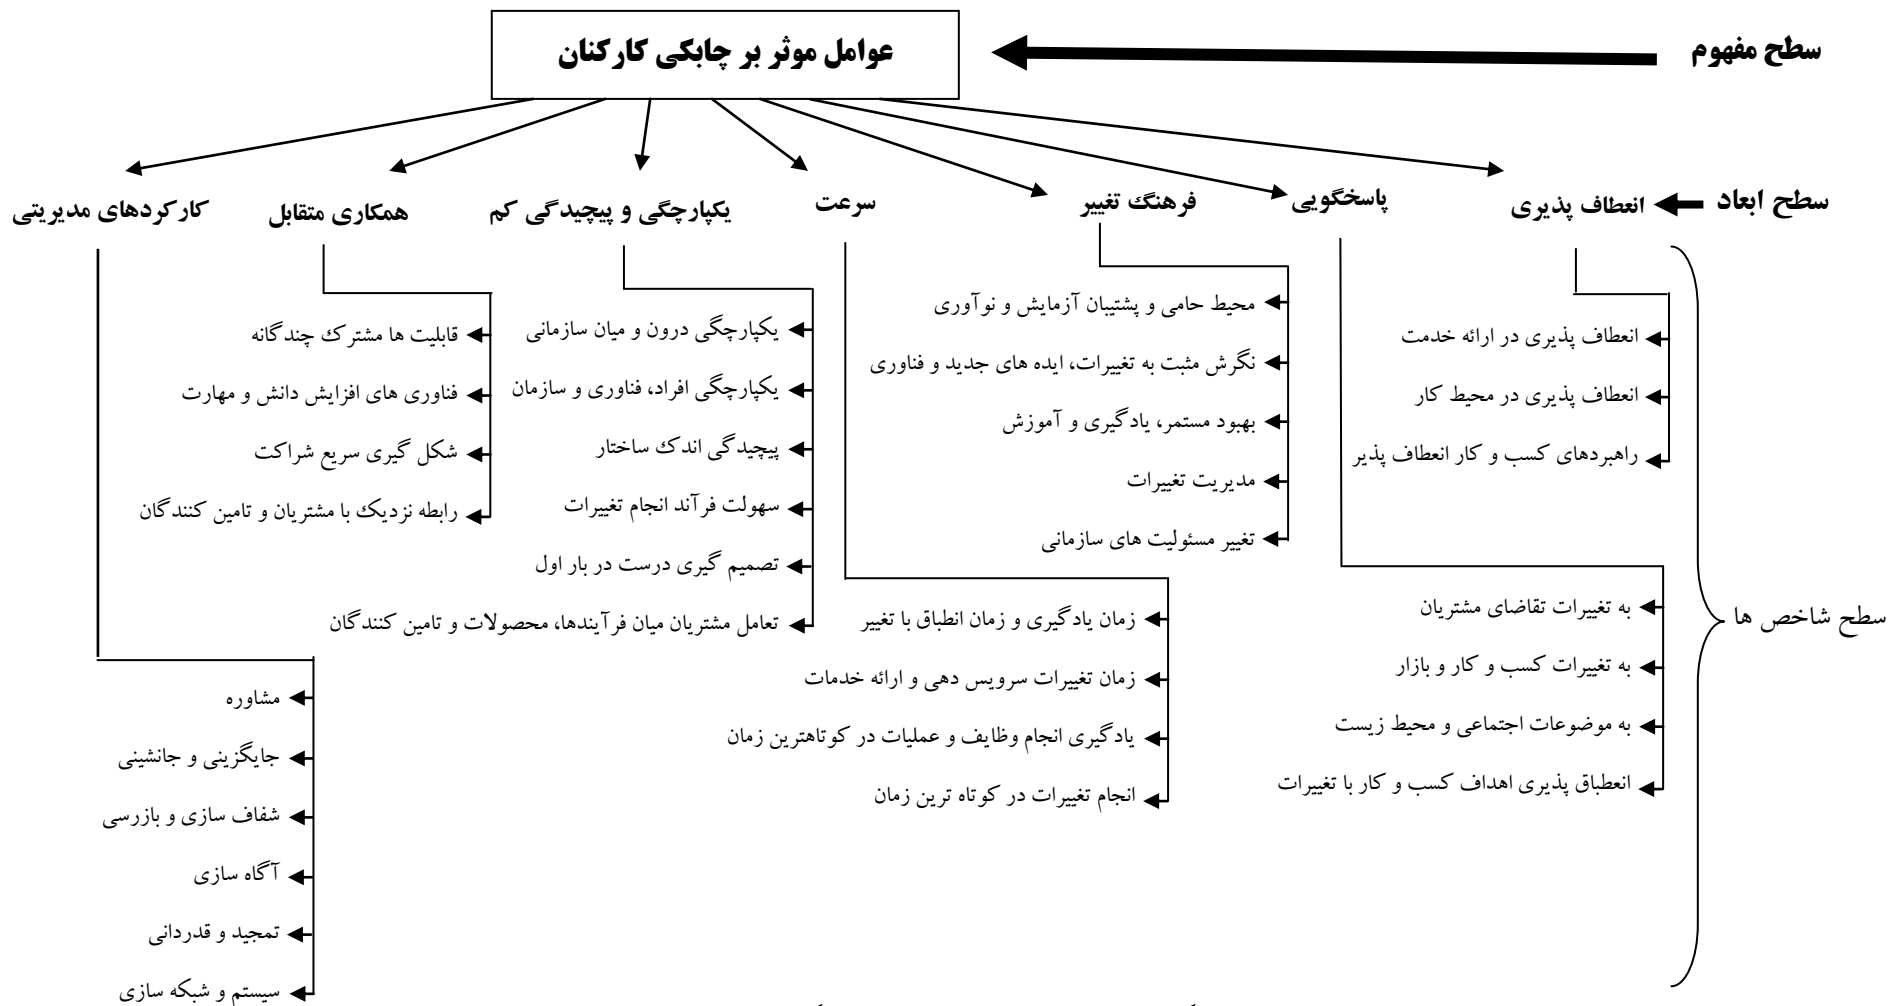 عوامل موثر بر چابکی کارکنان
سطح مفهوم
سطح ابعاد
انعطاف پذیری
پاسخگویی
فرهنگ تغییر
سرعت
یکپارچگی و پیچیدگی کم
همکاری متقابل
کارکردهای مدیریتی
سطح شاخص ها
انعطاف پذیری در ارائه خدمت
انعطاف پذیری در محیط کار
راهبردهای کسب و کار انعطاف پذیر
به تغییرات تقاضای مشتریان
به تغییرات کسب و کار و بازار
به موضوعات اجتماعی و محیط زیست
انعطباق پذیری اهداف کسب و کار با تغییرات
محیط حامی و پشتیبان آزمایش و نوآوری
نگرش مثبت به تغییرات، ایده های جدید و فناوری
بهبود مستمر، یادگیری و آموزش
مدیریت تغییرات
تغییر مسئولیت های سازمانی
زمان یادگیری و زمان انطباق با تغییر
زمان تغییرات سرویس دهی و ارائه خدمات
یادگیری انجام وظایف و عملیات در کوتاهترین زمان
انجام تغییرات در کوتاه ترین زمان
یکپارچگی درون و میان سازمانی
یکپارچگی افراد، فناوری و سازمان
پیچیدگی اندک ساختار
سهولت فرآند انجام تغییرات
تصمیم گیری درست در بار اول
تعامل مشتریان میان فرآیندها، محصولات و تامین کنندگان
قابلیت ها مشترک چندگانه
فناوری های افزایش دانش و مهارت
شکل گیری سریع شراکت
رابطه نزدیک با مشتریان و تامین کنندگان
مشاوره
جایگزینی و جانشینی
شفاف سازی و بازرسی
آگاه سازی
تمجید و قدردانی
سیستم و شبکه سازی